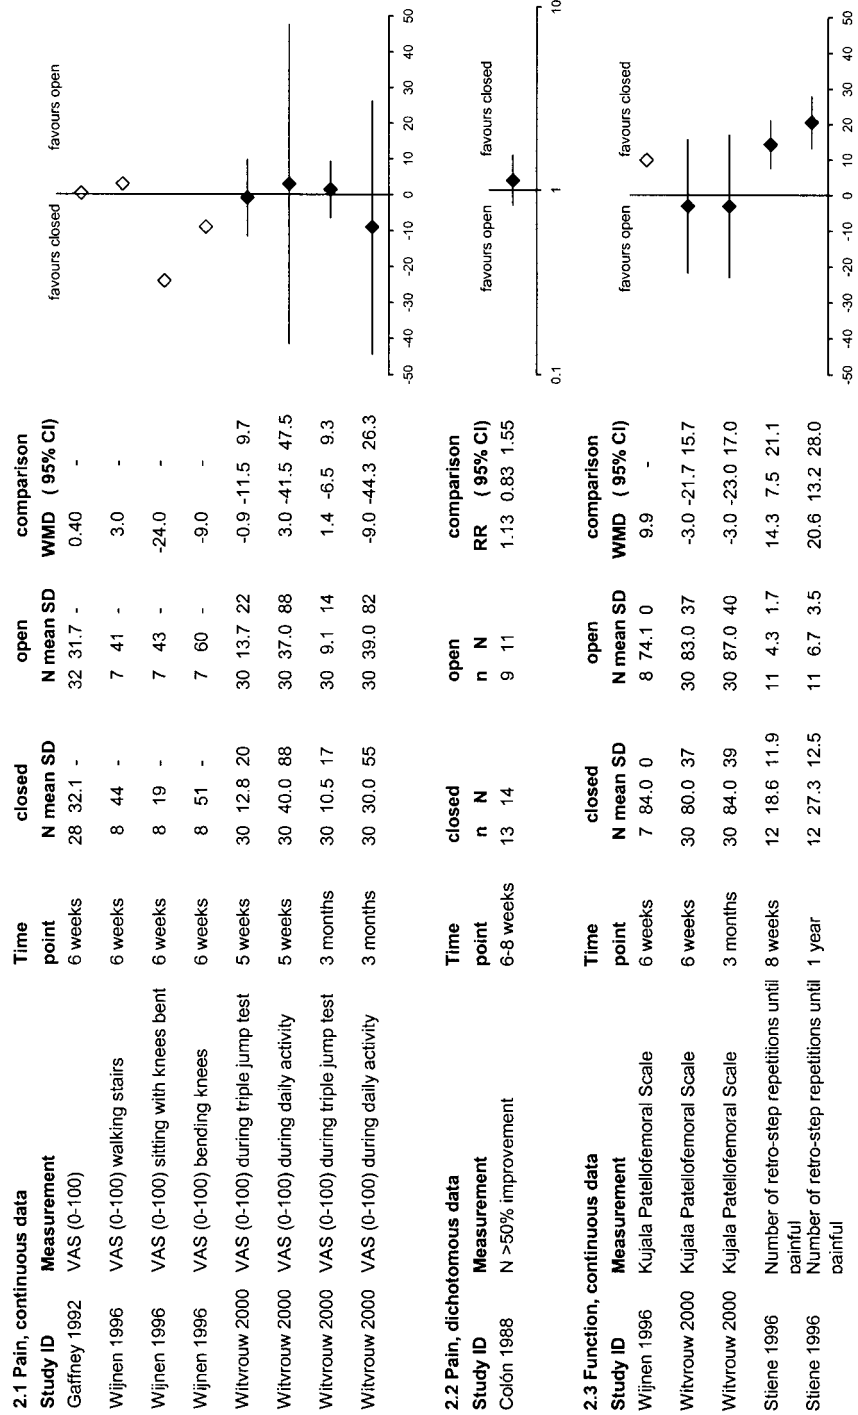 2.1 Pain, continuous data Time closed open comparison
Study ID Measurement point N mean SD N mean SD WMD ( 95% CI)
Gaffney 1992 VAS (0-100) 6 weeks 28 32.1 - 32 31.7 - 0.40 -
Wijnen 1996 VAS (0-100) walking stairs 6 weeks 8 44 - 7 41 - 3.0 -
Wijnen 1996 VAS (0-100) sitting with knees bent 6 weeks 8 19 - 7 43 - -24.0 -
Wijnen 1996 VAS (0-100) bending knees 6 weeks 8 51 - 7 60 - -9.0 -
Witvrouw 2000 VAS (0-100) during triple jump test 5 weeks 30 12.8 20 30 13.7 22 -0.9 -11.5 9.7
Witvrouw 2000 VAS (0-100) during daily activity 5 weeks 30 40.0 88 30 37.0 88 3.0 -41.5 47.5
Witvrouw 2000 VAS (0-100) during triple jump test 3 months 30 10.5 17 30 9.1 14 1.4 -6.5 9.3
Witvrouw 2000 VAS (0-100) during daily activity 3 months 30 30.0 55 30 39.0 82 -9.0 -44.3 26.3
favours closed favours open
-50 -40 -30 -20 -10 0 10 20 30 40 50
2.2 Pain, dichotomous data Time closed open comparison
Study ID Measurement point n N n N RR ( 95% CI)
Colón 1988 N >50% improvement 6-8 weeks 13 14 9 11 1.13 0.83 1.55
favours open favours closed
0.1 1 10
2.3 Function, continuous data Time closed open comparison
Study ID Measurement point N mean SD N mean SD WMD ( 95% CI)
Wijnen 1996 Kujala Patellofemoral Scale 6 weeks 7 84.0 0 8 74.1 0 9.9 -
Witvrouw 2000 Kujala Patellofemoral Scale 6 weeks 30 80.0 37 30 83.0 37 -3.0 -21.7 15.7
Witvrouw 2000 Kujala Patellofemoral Scale 3 months 30 84.0 39 30 87.0 40 -3.0 -23.0 17.0
Stiene 1996 Number of retro-step repetitions until 8 weeks 12 18.6 11.9 11 4.3 1.7 14.3 7.5 21.1
painful
Stiene 1996 Number of retro-step repetitions until 1 year 12 27.3 12.5 11 6.7 3.5 20.6 13.2 28.0
painful
favours open favours closed
-50 -40 -30 -20 -10 0 10 20 30 40 50